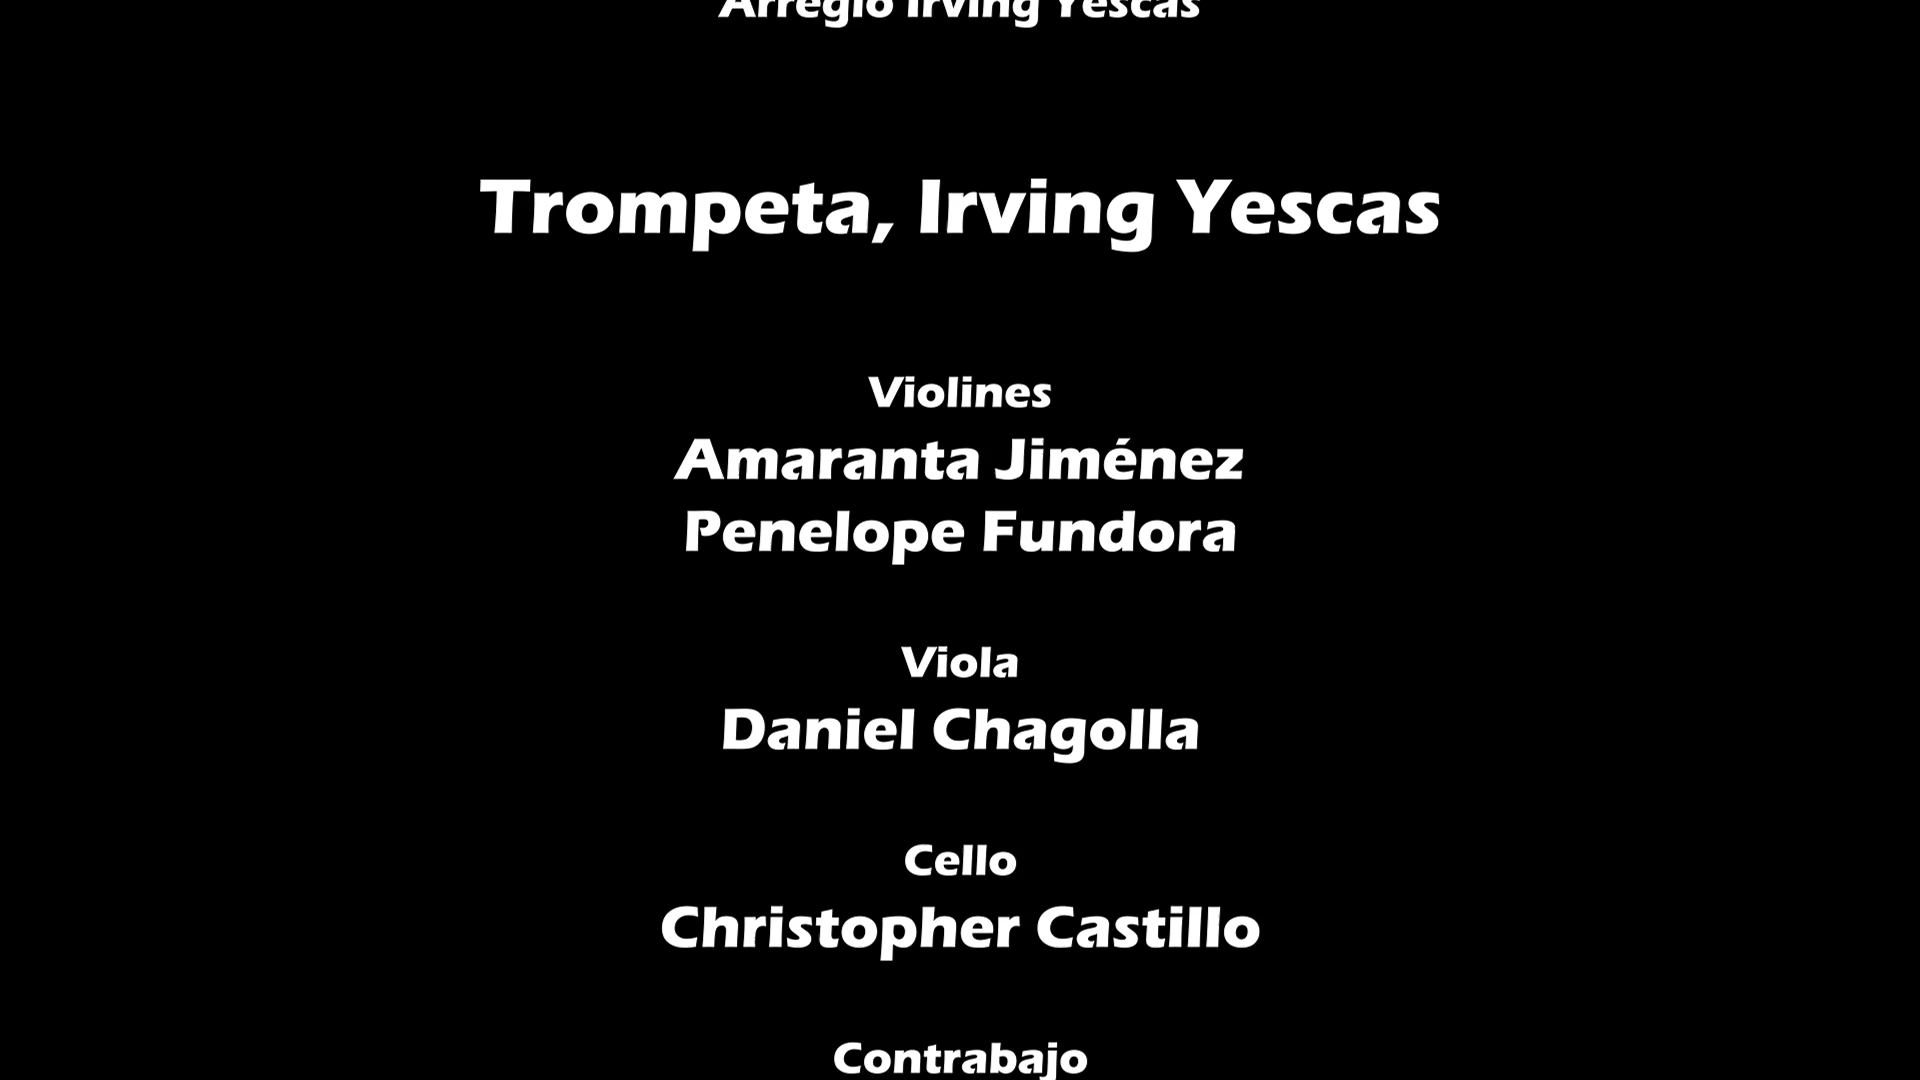 Arreglo Irving Yescas
Trompeta, Irving Yescas
Violines
Amaranta Jiménez
Penelope Fundora
Viola
Daniel Chagolla
Cello
Christopher Castillo
Contrabajo